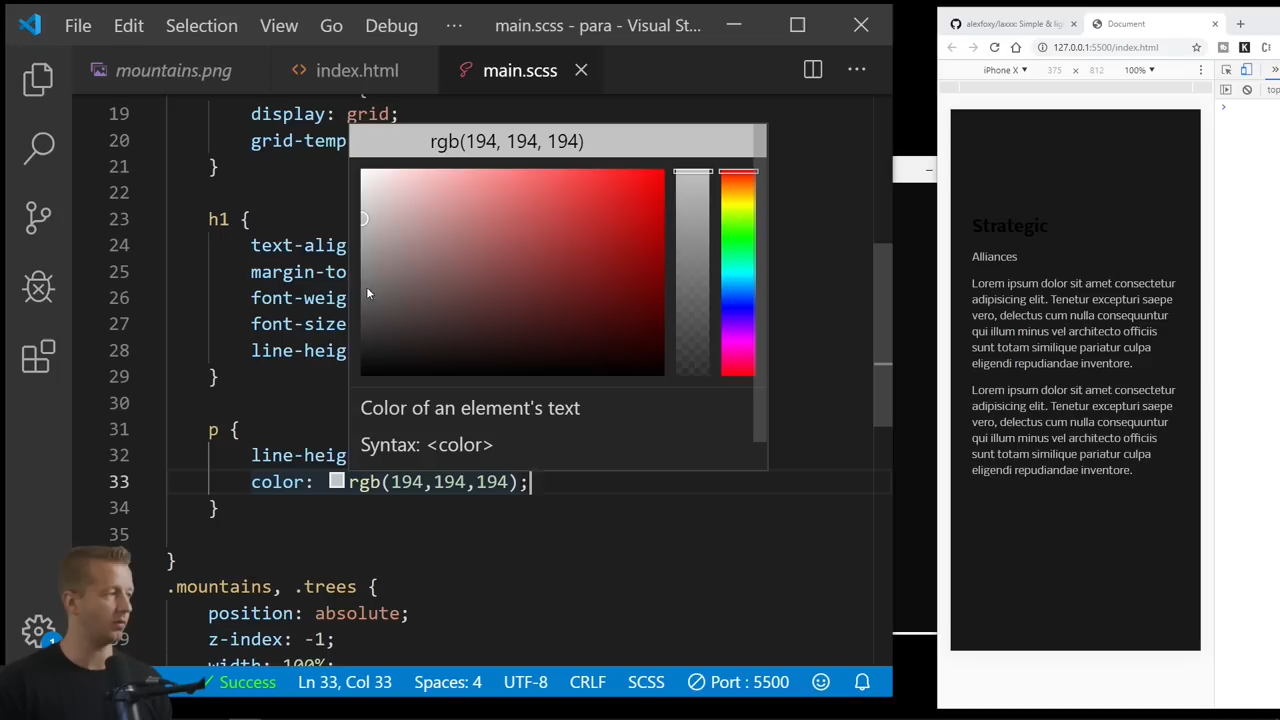 File Edit Selection View Go Debug ··· main.scss - para - Visual St...
mountains.png index.html main.scss
19 display: grid;
20 grid-temp
21 }
22
23 h1 {
24 text-alig
25 margin-to
26 font-weig
27 font-size
28 line-heig
29 }
30
31 p {
32 line-heig
33 color: rgb(194,194,194);
34 }
35
}
.mountains, .trees {
position: absolute;
39 z-index: -1;
width: 100%;
rgb(194, 194, 194)
Color of an element's text
Syntax: <color>
Success Ln 33, Col 33 Spaces: 4 UTF-8 CRLF SCSS Port : 5500
alexfoxy/laxxx: Simple & lig Document
127.0.0.1:5500/index.html
iPhone X 375 × 812 100%
top
Strategic
Alliances
Lorem ipsum dolor sit amet consectetur
adipisicing elit. Tenetur excepturi saepe
vero, delectus cum nulla consequuntur
qui illum minus vel architecto officiis
sunt totam similique pariatur culpa
eligendi repudiandae inventore.
Lorem ipsum dolor sit amet consectetur
adipisicing elit. Tenetur excepturi saepe
vero, delectus cum nulla consequuntur
qui illum minus vel architecto officiis
sunt totam similique pariatur culpa
eligendi repudiandae inventore.